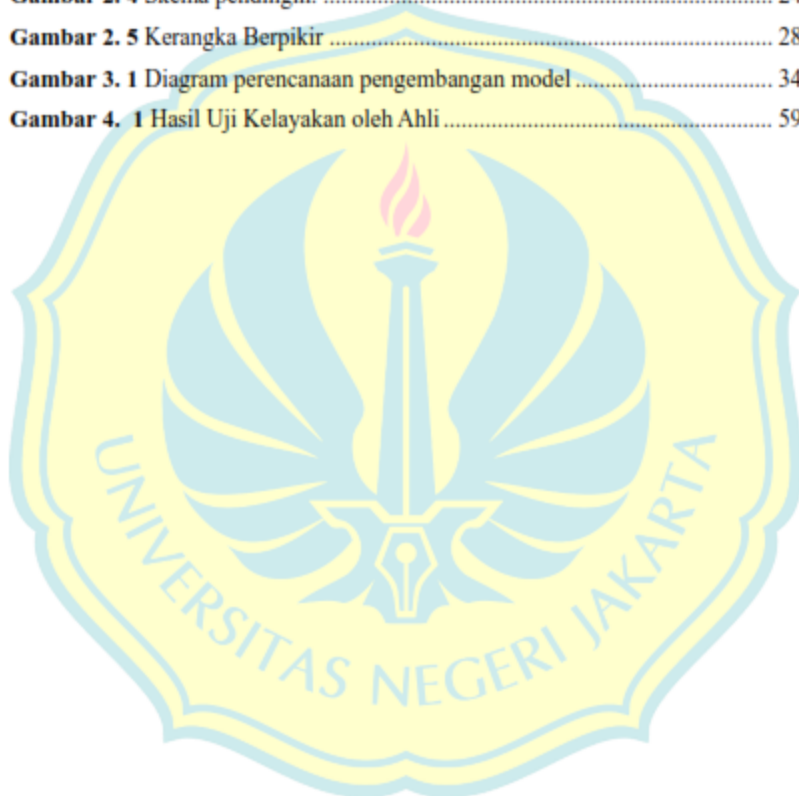 Gambar 2. 5 Kerangka Berpikir ........................................................................ 28
Gambar 3. 1 Diagram perencanaan pengembangan model ................................ 34
Gambar 4.  1 Hasil Uji Kelayakan oleh Ahli ...................................................... 59
UNIVERSITAS NEGERI JAKARTA